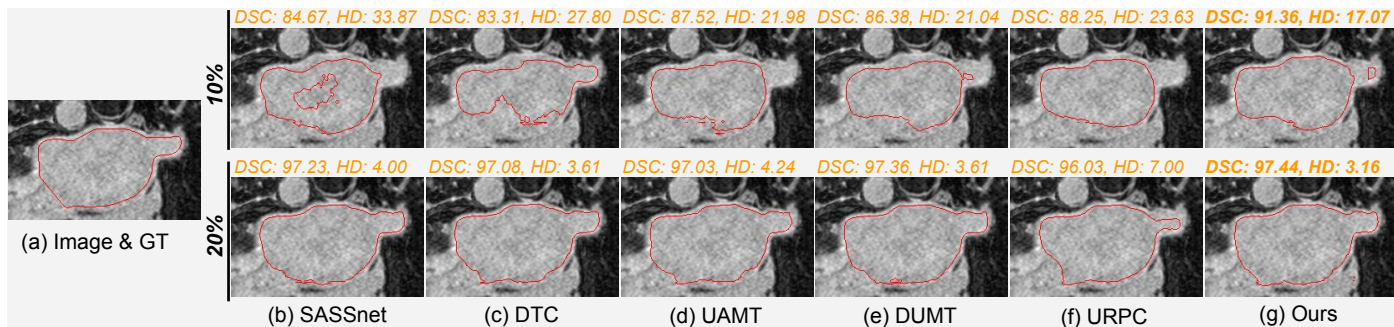 DSC: 84.67, HD: 33.87 DSC: 83.31, HD: 27.80 DSC: 87.52, HD: 21.98 DSC: 86.38, HD: 21.04 DSC: 88.25, HD: 23.63 DSC: 91.36, HD: 17.07
10%
DSC: 97.23, HD: 4.00 DSC: 97.08, HD: 3.61 DSC: 97.03, HD: 4.24 DSC: 97.36, HD: 3.61 DSC: 96.03, HD: 7.00 DSC: 97.44, HD: 3.16
20%
(a) Image & GT
(b) SASSnet (c) DTC (d) UAMT (e) DUMT (f) URPC (g) Ours